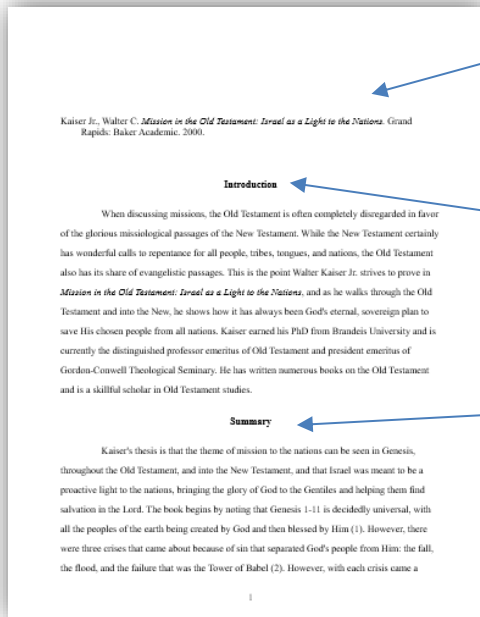 Kaiser Jr., Walter C. Mission in the Old Testament: Israel as a Light to the Nations. Grand
Rapids: Baker Academic. 2000.
Introduction
When discussing missions, the Old Testament is often completely disregarded in favor
of the glorious missiological passages of the New Testament. While the New Testament certainly
has wonderful calls to repentance for all people, tribes, tongues, and nations, the Old Testament
also has its share of evangelistic passages. This is the point Walter Kaiser Jr. strives to prove in
Mission in the Old Testament: Israel as a Light to the Nations, and as he walks through the Old
Testament and into the New, he shows how it has always been God's eternal, sovereign plan to
save His chosen people from all nations. Kaiser earned his PhD from Brandeis University and is
currently the distinguished professor emeritus of Old Testament and president emeritus of
Gordon-Conwell Theological Seminary. He has written numerous books on the Old Testament
and is a skillful scholar in Old Testament studies.
Summary
Kaiser's thesis is that the theme of mission to the nations can be seen in Genesis,
throughout the Old Testament, and into the New Testament, and that Israel was meant to be a
proactive light to the nations, bringing the glory of God to the Gentiles and helping them find
salvation in the Lord. The book begins by noting that Genesis 1-11 is decidedly universal, with
all the peoples of the earth being created by God and then blessed by Him (1). However, there
were three crises that came about because of sin that separated God's people from Him: the fall,
the flood, and the failure that was the Tower of Babel (2). However, with each crisis came a
1